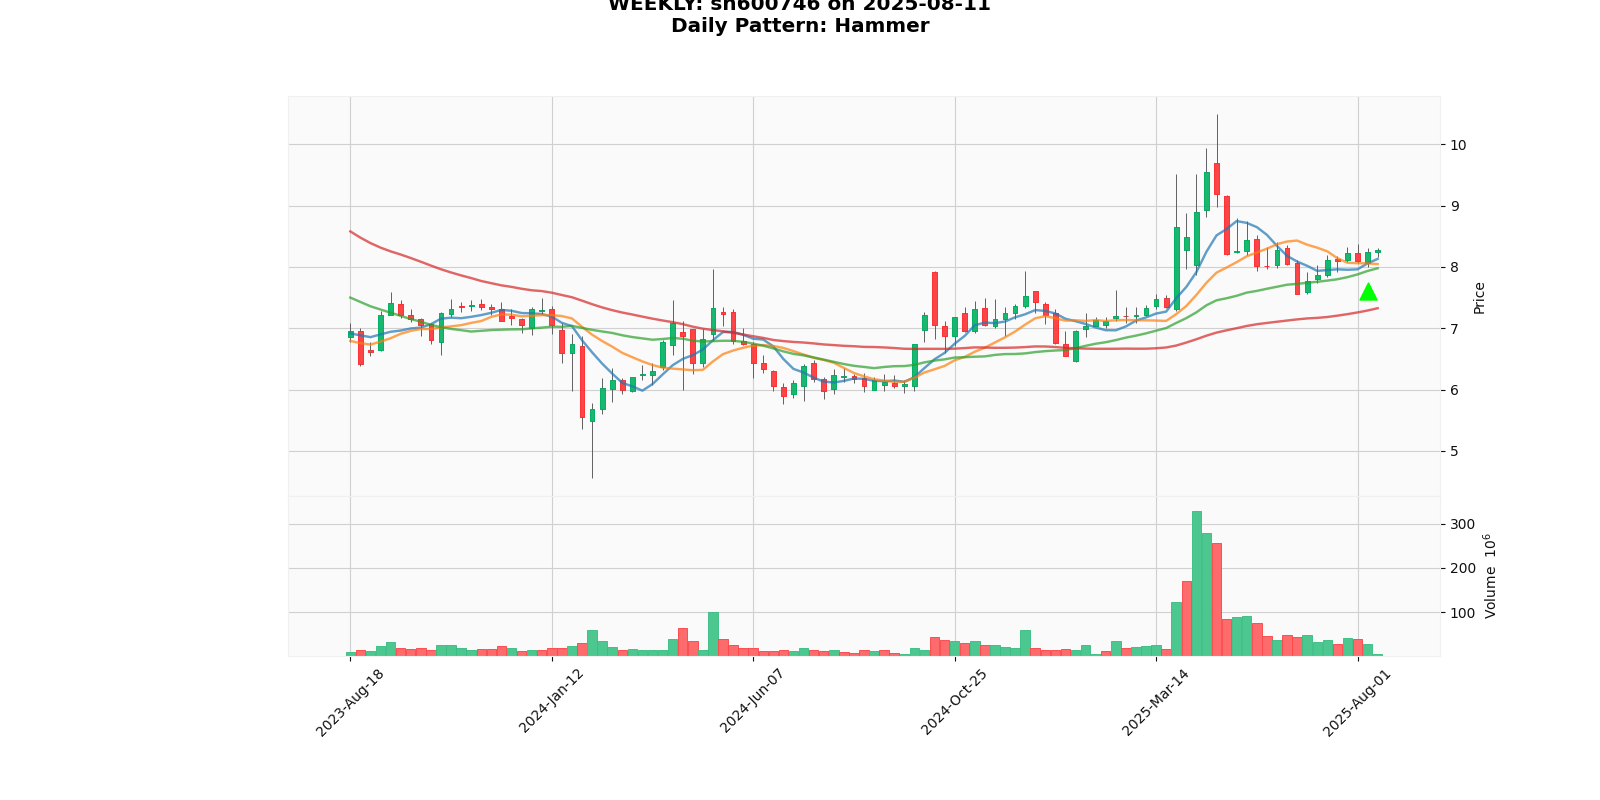 WEEKLY: sh600746 on 2025-08-11
Daily Pattern: Hammer
10
9
8
7
6
5
Price
300
200
100
Volume 10⁶
2023-Aug-18
2024-Jan-12
2024-Jun-07
2024-Oct-25
2025-Mar-14
2025-Aug-01